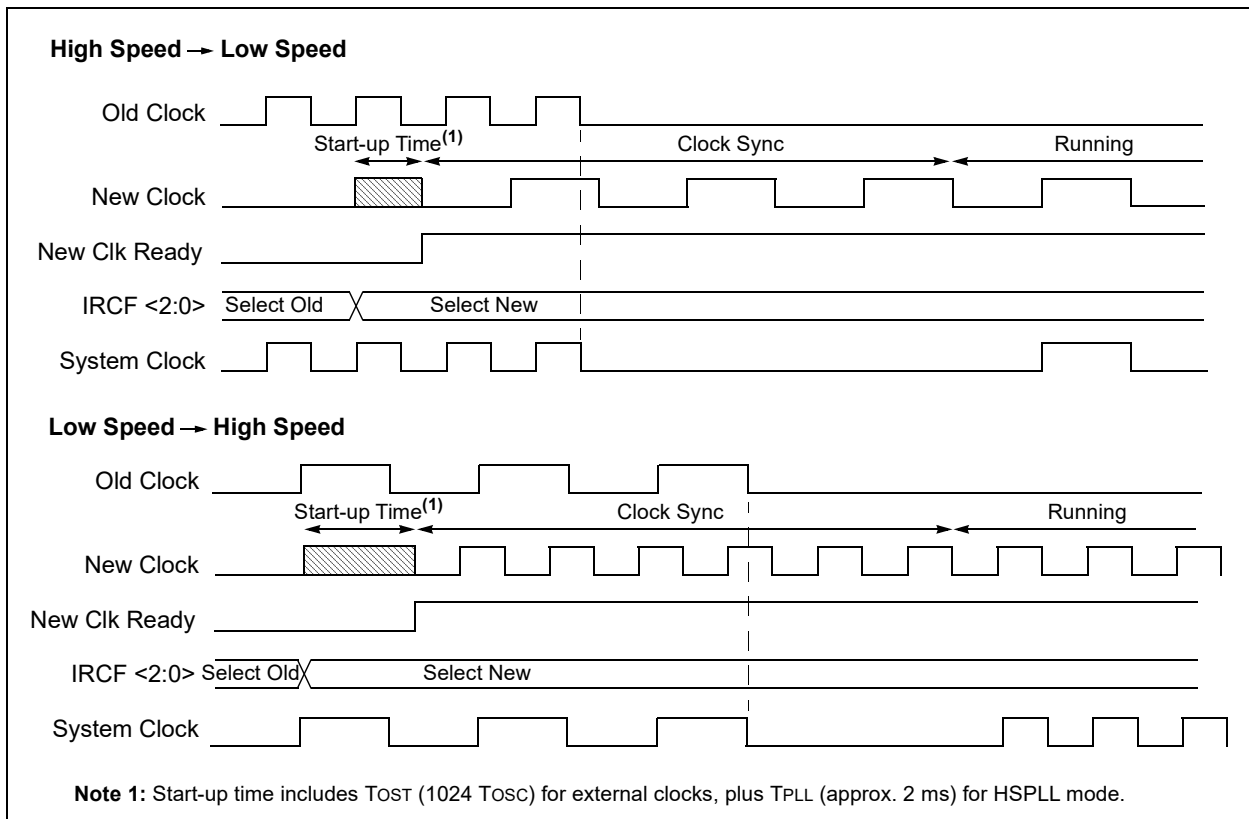 High Speed → Low Speed
Old Clock
Start-up Time(1) Clock Sync Running
New Clock
New Clk Ready
IRCF <2:0> Select Old Select New
System Clock
Low Speed → High Speed
Old Clock
Start-up Time(1) Clock Sync Running
New Clock
New Clk Ready
IRCF <2:0> Select Old Select New
System Clock
Note 1: Start-up time includes TOST (1024 TOSC) for external clocks, plus TPLL (approx. 2 ms) for HSPLL mode.